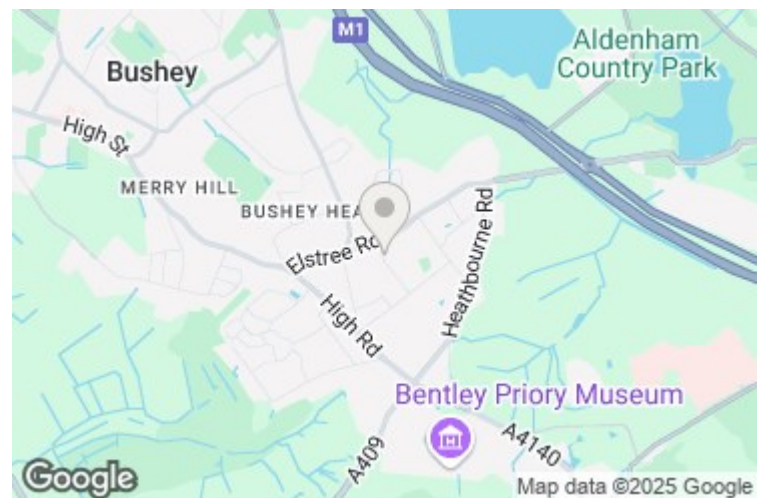 M1
Aldenham
Country Park
Bushey
High St
MERRY HILL
BUSHEY HEA
Elstree Rd
Heathbourne Rd
High Rd
Bentley Priory Museum
A4140
A409
Google
Map data ©2025 Google